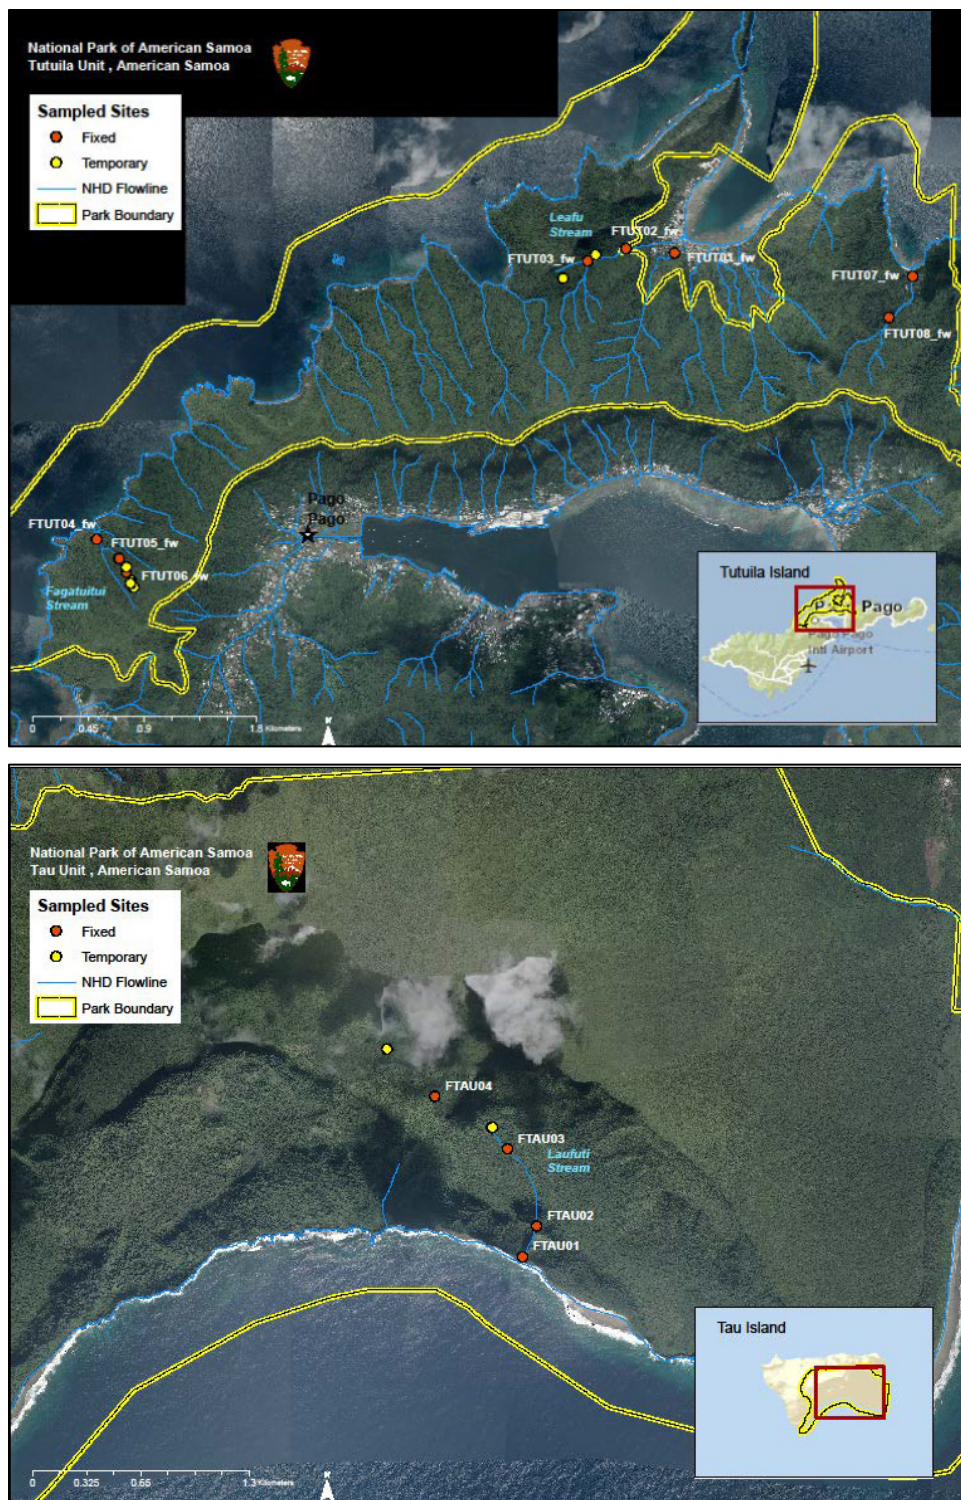 National Park of American Samoa
Tutuila Unit , American Samoa
Sampled Sites
Fixed
Temporary
NHD Flowline
Park Boundary
Leafu
Stream
FTUT02_fw
FTUT03_fw
FTUT01_fw
FTUT07_fw
FTUT08_fw
Pago
Pago
FTUT04_fw
FTUT05_fw
FTUT06_fw
Fagatuitui
Stream
Tutuila Island
P Pago
Pago Pago
Intl Airport
0 0.45 0.9 1.8 Kilometers
N
National Park of American Samoa
Tau Unit , American Samoa
Sampled Sites
Fixed
Temporary
NHD Flowline
Park Boundary
FTAU04
FTAU03
Laufuti
Stream
FTAU02
FTAU01
Tau Island
0 0.325 0.65 1.3 Kilometers
N